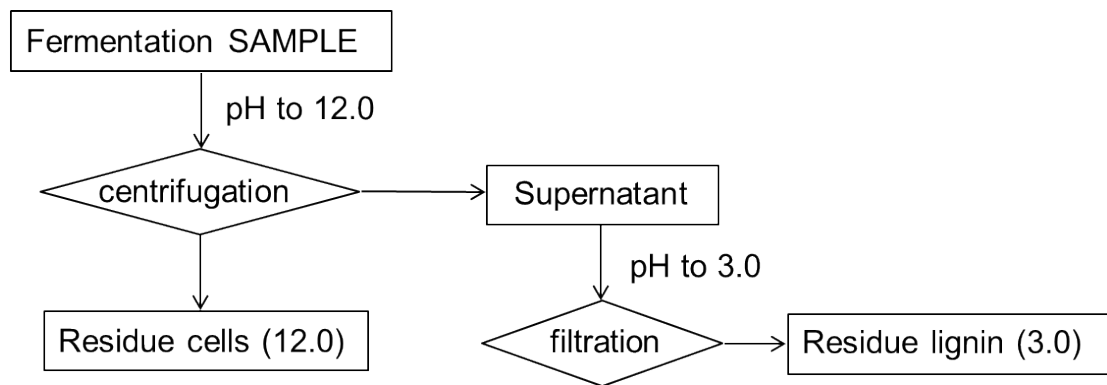 Fermentation SAMPLE
pH to 12.0
centrifugation
Supernatant
pH to 3.0
Residue cells (12.0)
filtration
Residue lignin (3.0)